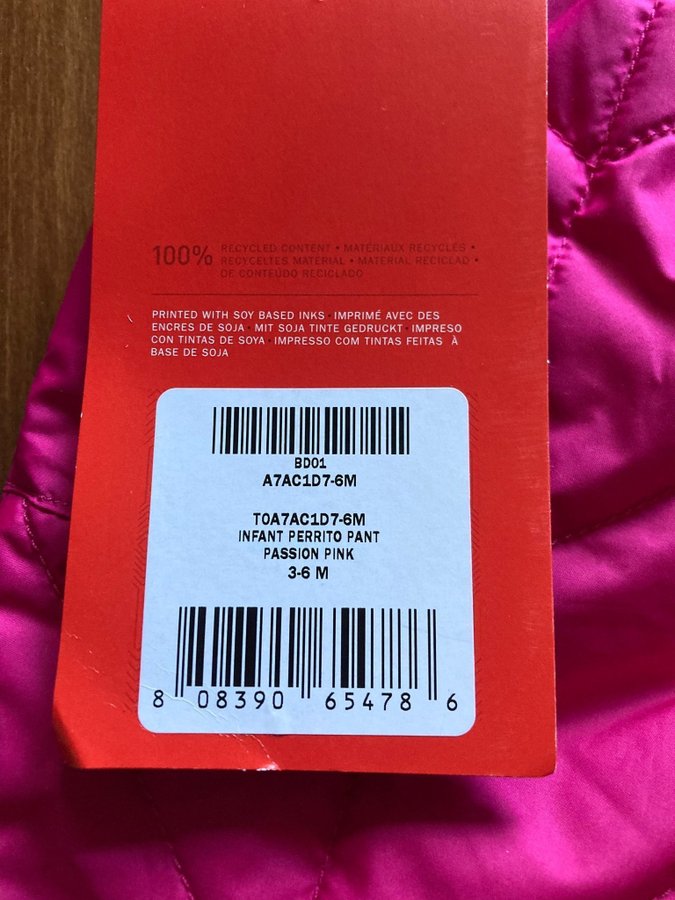 100% RECYCLED CONTENT • MATÉRIAUX RECYCLÉS •
RECYCELTES MATERIAL • MATERIAL RECICLAD •
DE CONTEÚDO RECICLADO
PRINTED WITH SOY BASED INKS • IMPRIMÉ AVEC DES
ENCRES DE SOJA • MIT SOJA TINTE GEDRUCKT • IMPRESO
CON TINTAS DE SOYA • IMPRESSO COM TINTAS FEITAS À
BASE DE SOJA
BD01
A7AC1D7-6M
T0A7AC1D7-6M
INFANT PERRITO PANT
PASSION PINK
3-6 M
8 08390 65478 6